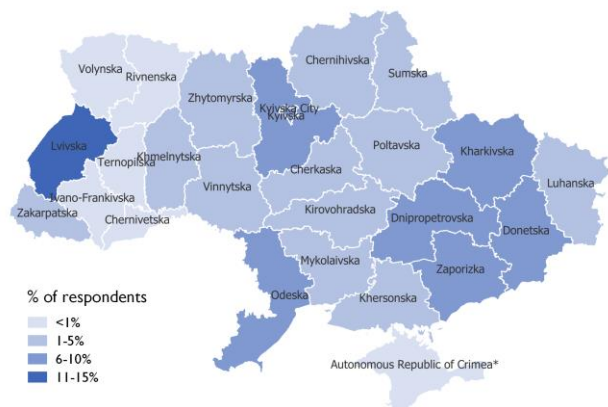 Volynska
Rivnenska
Zhytomyrska
Kyivska City
Kyivska
Chernihivska
Sumska
Lvivska
Ternopilska
Khmelnytska
Vinnytska
Cherkaska
Poltavska
Kharkivska
Luhanska
Ivano-Frankivska
Zakarpatska
Chernivetska
Kirovohradska
Dnipropetrovska
Donetska
Mykolaivska
Zaporizka
Odeska
Khersonska
Autonomous Republic of Crimea*
% of respondents
<1%
1-5%
6-10%
11-15%